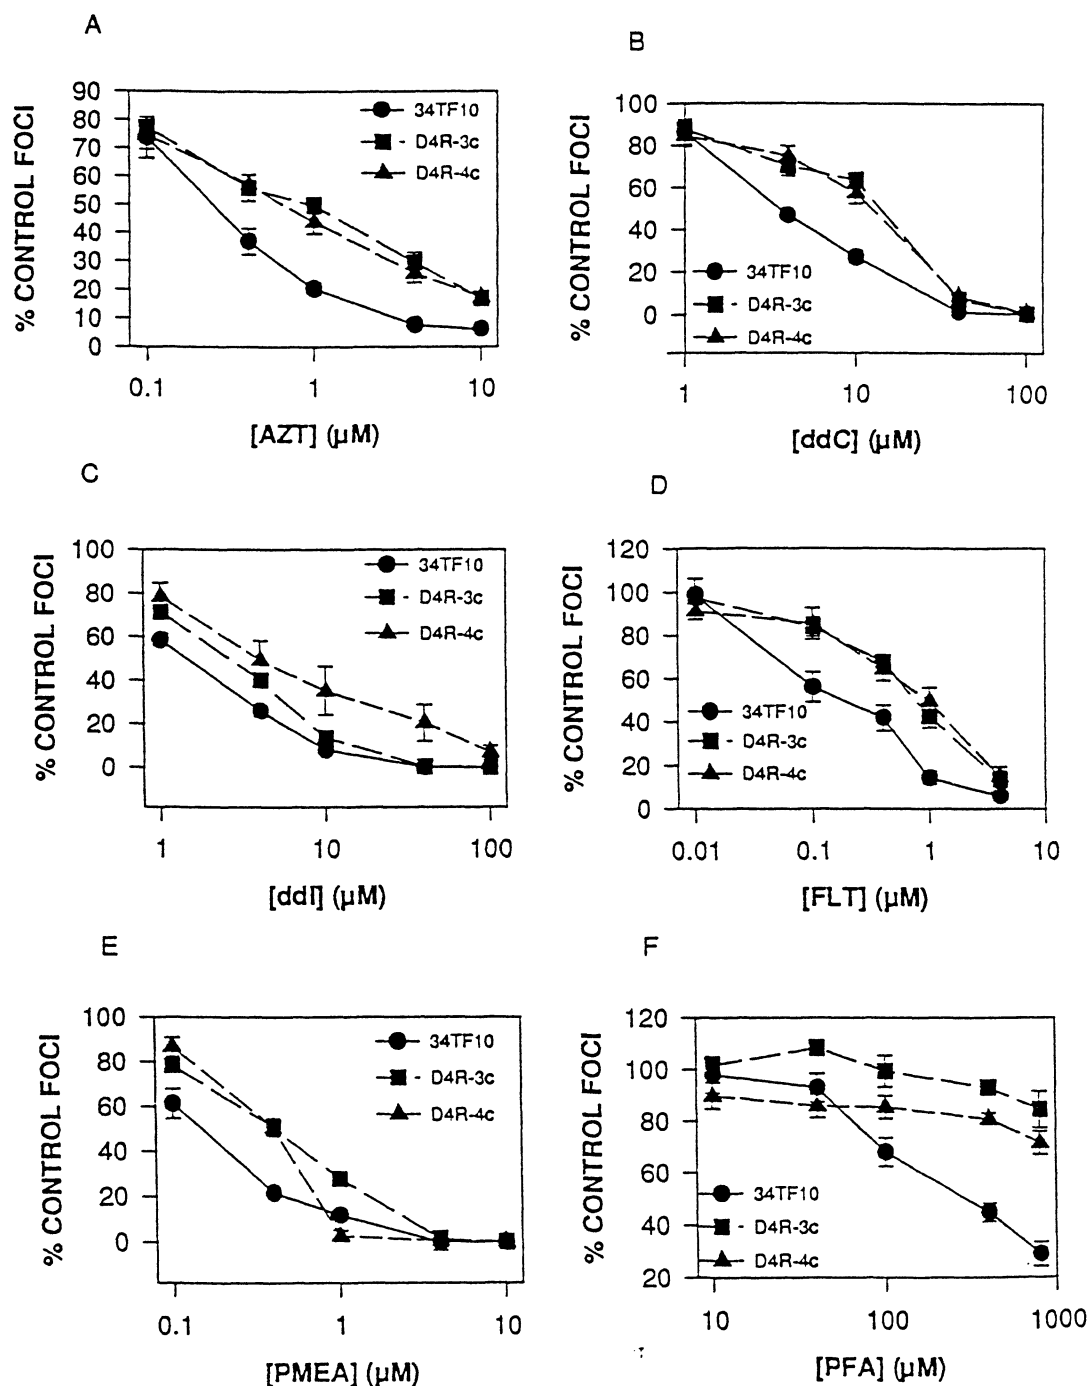 A
% CONTROL FOCI
90
80
70
60
50
40
30
20
10
0
34TF10
D4R-3c
D4R-4c
0.1 1 10
[AZT] (µM)
B
% CONTROL FOCI
100
80
60
40
20
0
34TF10
D4R-3c
D4R-4c
1 10 100
[ddC] (µM)
C
% CONTROL FOCI
100
80
60
40
20
0
34TF10
D4R-3c
D4R-4c
1 10 100
[ddI] (µM)
D
% CONTROL FOCI
120
100
80
60
40
20
0
34TF10
D4R-3c
D4R-4c
0.01 0.1 1 10
[FLT] (µM)
E
% CONTROL FOCI
100
80
60
40
20
0
34TF10
D4R-3c
D4R-4c
0.1 1 10
[PMEA] (µM)
F
% CONTROL FOCI
120
100
80
60
40
20
34TF10
D4R-3c
D4R-4c
10 100 1000
[PFA] (µM)